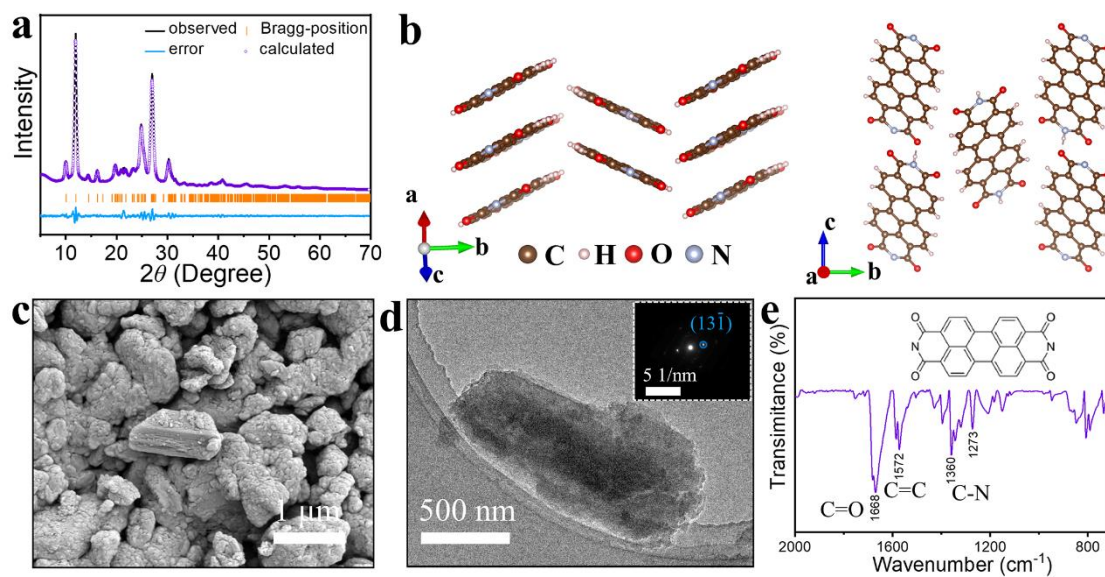 a
observed
Bragg-position
error
calculated
Intensity
10 20 30 40 50 60 70
2θ (Degree)
b
a
b
c
C H O N
c
a
b
c
1 μm
d
(131̄)
5 1/nm
500 nm
e
Transimitance (%)
O O
N N
O O
1273
1572
1360
C=C
C-N
C=O
1668
2000 1600 1200 800
Wavenumber (cm⁻¹)